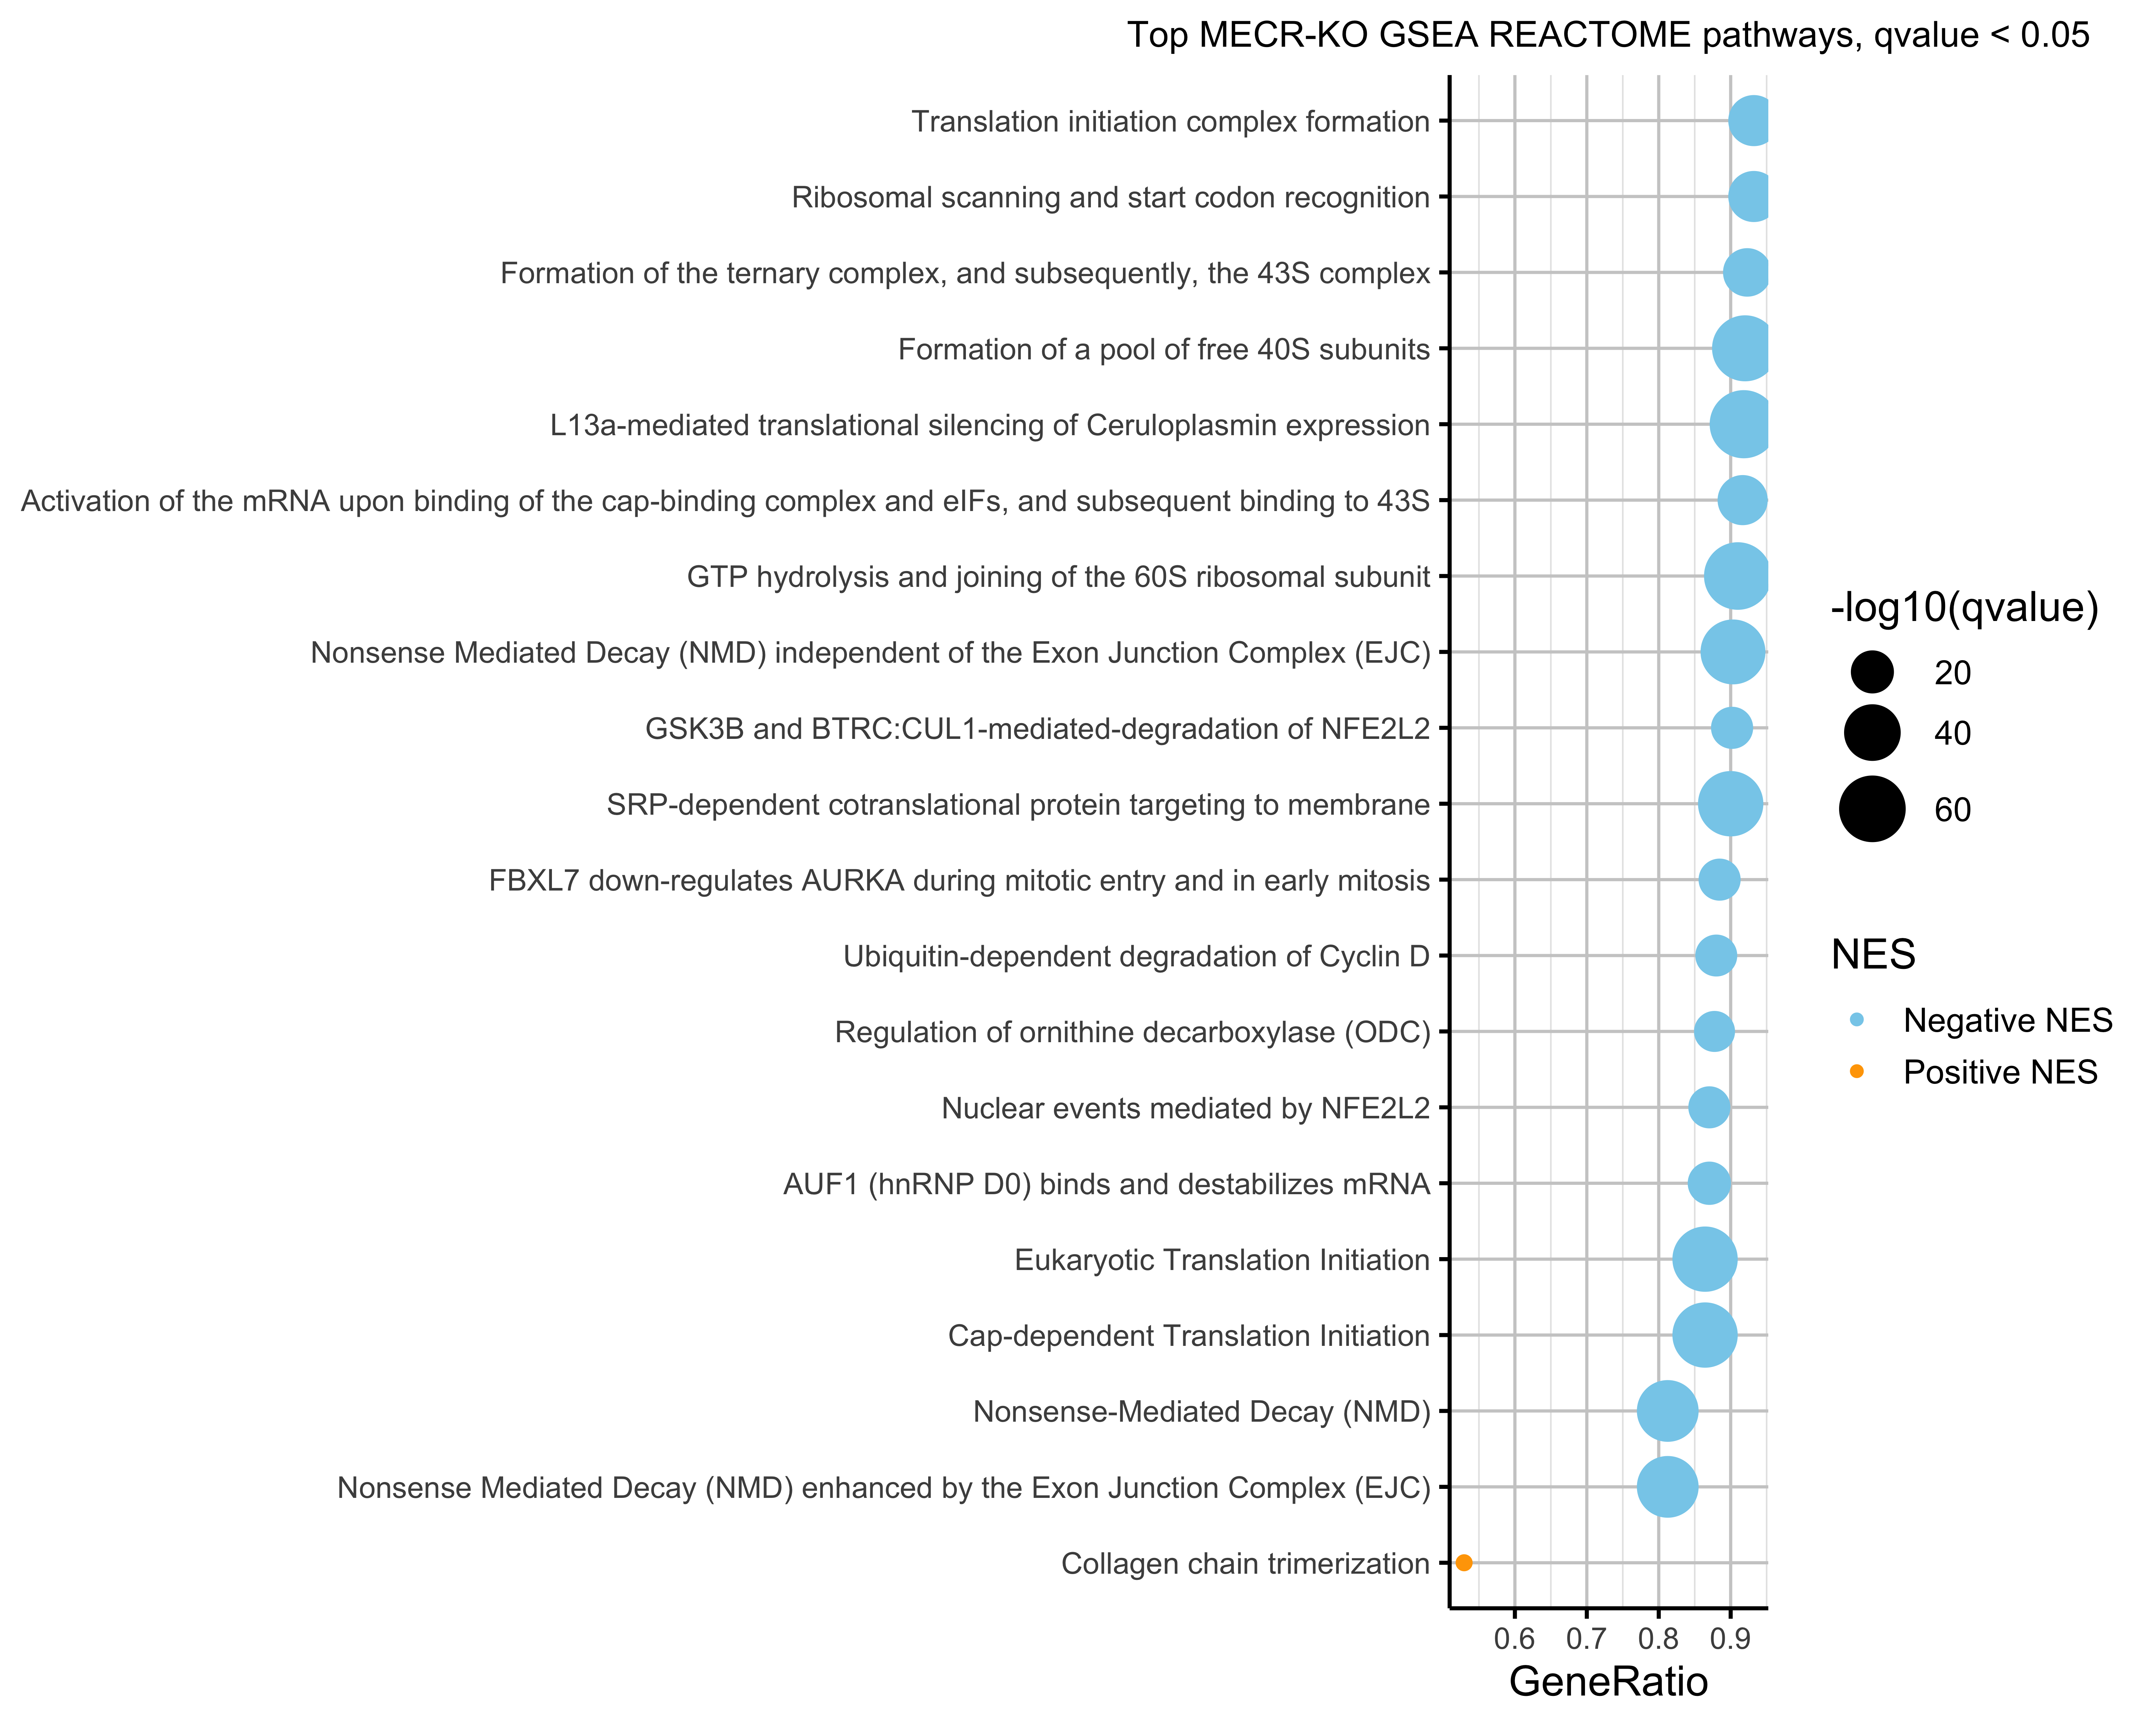 Top MECR-KO GSEA REACTOME pathways, qvalue < 0.05
Translation initiation complex formation
Ribosomal scanning and start codon recognition
Formation of the ternary complex, and subsequently, the 43S complex
Formation of a pool of free 40S subunits
L13a-mediated translational silencing of Ceruloplasmin expression
Activation of the mRNA upon binding of the cap-binding complex and eIFs, and subsequent binding to 43S
GTP hydrolysis and joining of the 60S ribosomal subunit
Nonsense Mediated Decay (NMD) independent of the Exon Junction Complex (EJC)
GSK3B and BTRC:CUL1-mediated-degradation of NFE2L2
SRP-dependent cotranslational protein targeting to membrane
FBXL7 down-regulates AURKA during mitotic entry and in early mitosis
Ubiquitin-dependent degradation of Cyclin D
Regulation of ornithine decarboxylase (ODC)
Nuclear events mediated by NFE2L2
AUF1 (hnRNP D0) binds and destabilizes mRNA
Eukaryotic Translation Initiation
Cap-dependent Translation Initiation
Nonsense-Mediated Decay (NMD)
Nonsense Mediated Decay (NMD) enhanced by the Exon Junction Complex (EJC)
Collagen chain trimerization
0.6 0.7 0.8 0.9
GeneRatio
-log10(qvalue)
20
40
60
NES
Negative NES
Positive NES